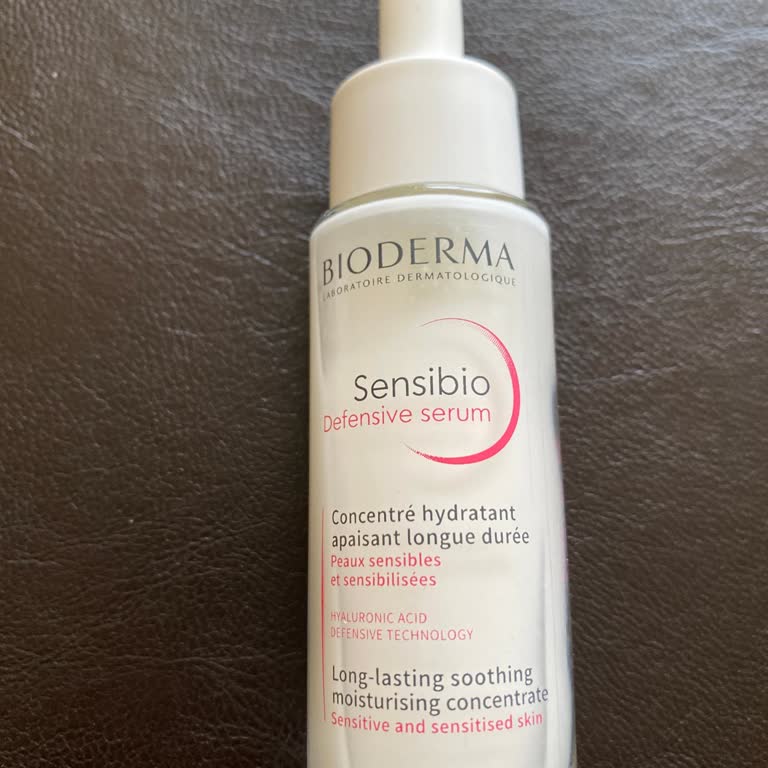 BIODERMA
LABORATOIRE DERMATOLOGIQUE
Sensibio
Defensive serum
Concentré hydratant
apaisant longue durée
Peaux sensibles
et sensibilisées
HYALURONIC ACID
DEFENSIVE TECHNOLOGY
Long-lasting soothing
moisturising concentrate
Sensitive and sensitised skin